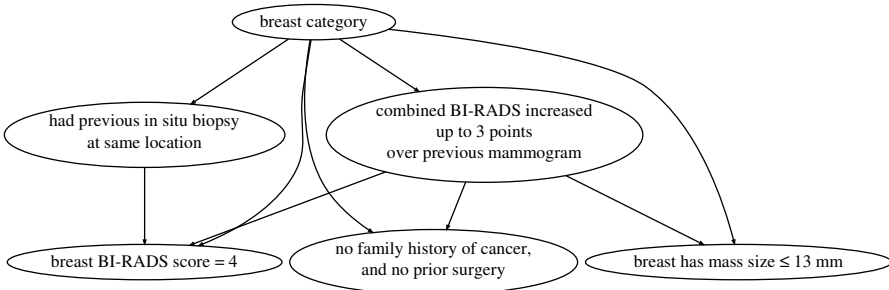 breast category
had previous in situ biopsy
at same location
combined BI-RADS increased
up to 3 points
over previous mammogram
breast BI-RADS score = 4
no family history of cancer,
and no prior surgery
breast has mass size ≤ 13 mm